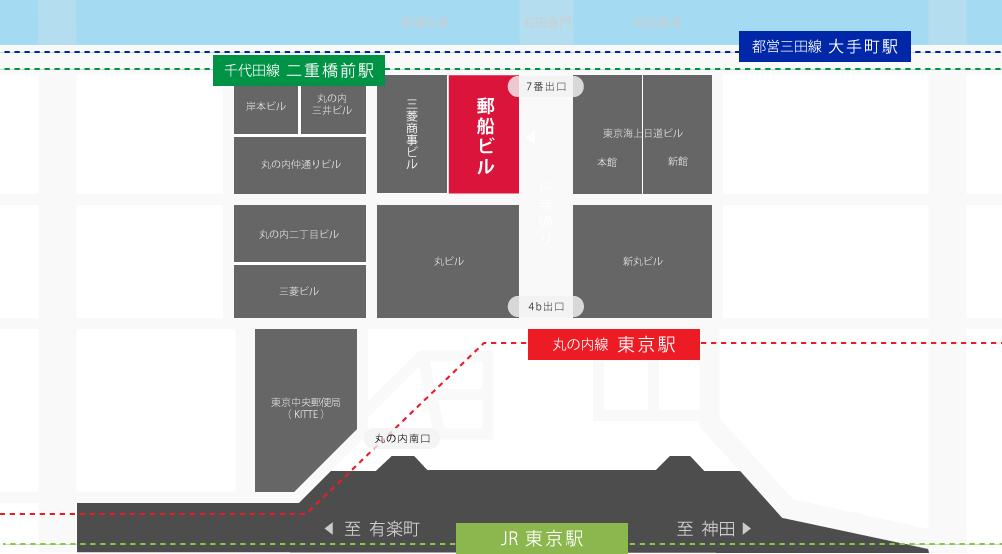 和田倉門
都営三田線 大手町駅
千代田線 二重橋前駅
岸本ビル
丸の内
三井ビル
三菱商事ビル
郵船ビル
7番出口
東京海上日道ビル
本館
新館
丸の内仲通りビル
丸の内二丁目ビル
丸ビル
新丸ビル
三菱ビル
4b出口
丸の内線 東京駅
東京中央郵便局
(KITTE)
丸の内南口
至 有楽町
JR 東京駅
至 神田